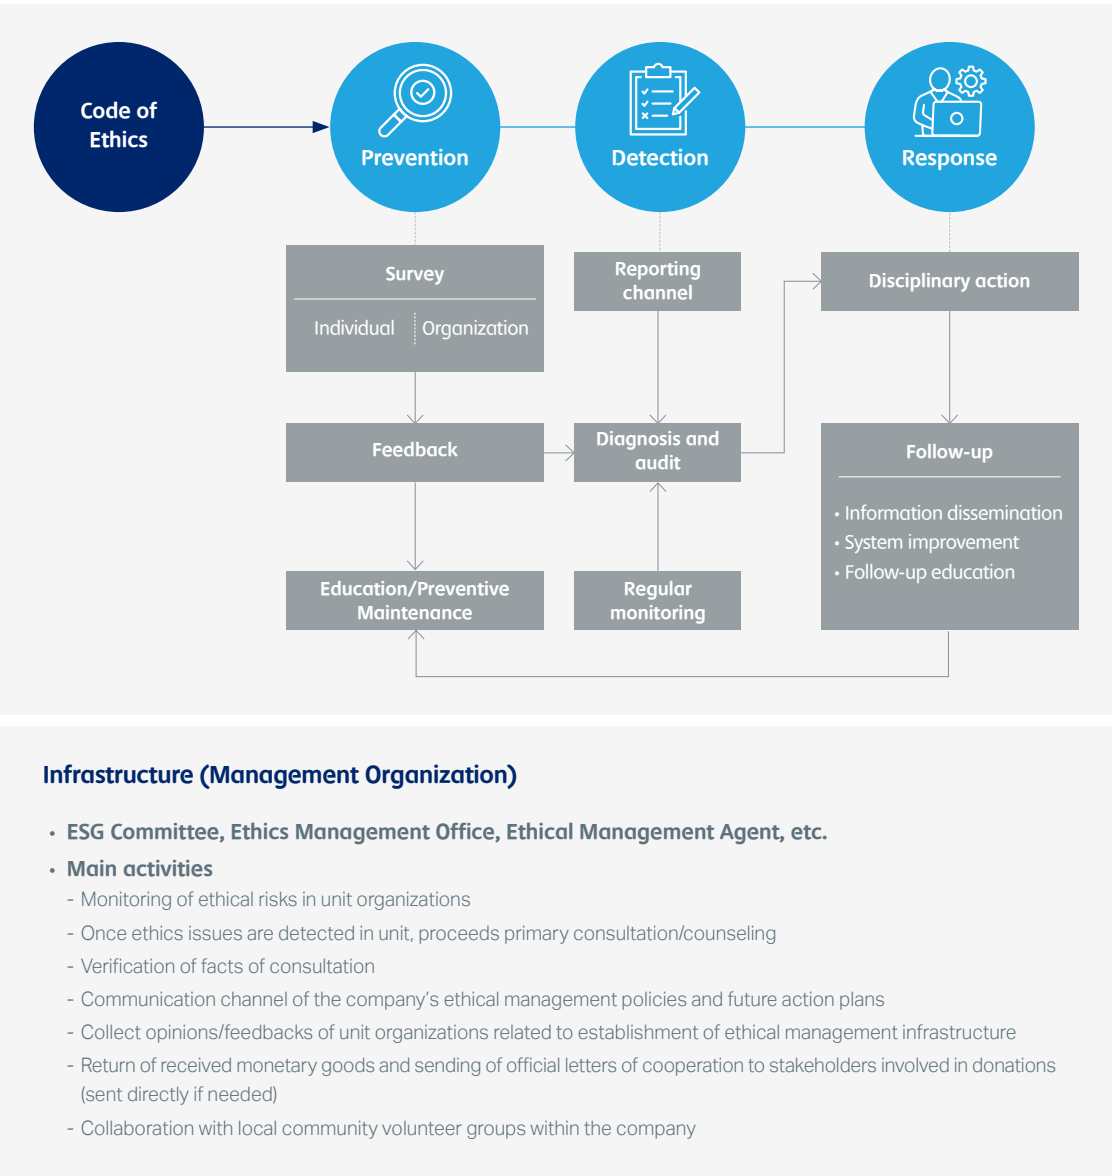 Code of
Ethics
Prevention
Detection
Response
Survey
Individual
Organization
Reporting
channel
Disciplinary action
Feedback
Diagnosis and
audit
Follow-up
• Information dissemination
• System improvement
• Follow-up education
Education/Preventive
Maintenance
Regular
monitoring
Infrastructure (Management Organization)
• ESG Committee, Ethics Management Office, Ethical Management Agent, etc.
• Main activities
- Monitoring of ethical risks in unit organizations
- Once ethics issues are detected in unit, proceeds primary consultation/counseling
- Verification of facts of consultation
- Communication channel of the company's ethical management policies and future action plans
- Collect opinions/feedbacks of unit organizations related to establishment of ethical management infrastructure
- Return of received monetary goods and sending of official letters of cooperation to stakeholders involved in donations
(sent directly if needed)
- Collaboration with local community volunteer groups within the company